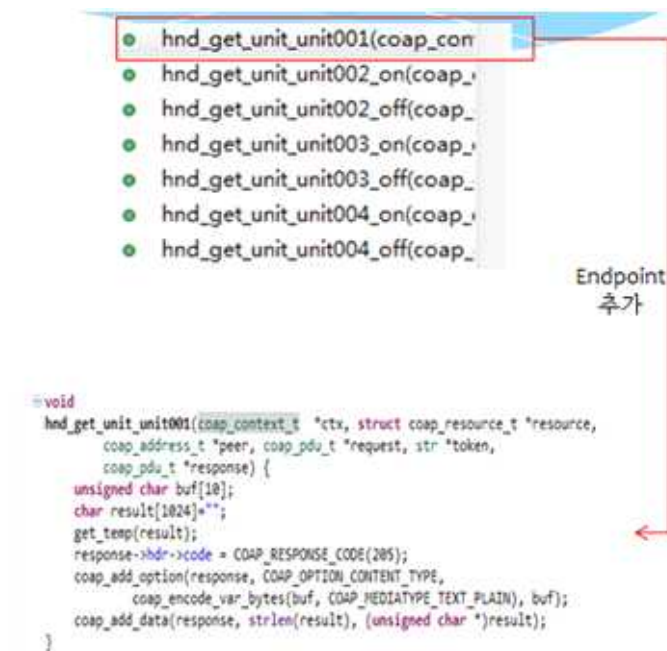 hnd_get_unit_unit001(coap_con
hnd_get_unit_unit002_on(coap_
hnd_get_unit_unit002_off(coap_
hnd_get_unit_unit003_on(coap_
hnd_get_unit_unit003_off(coap_
hnd_get_unit_unit004_on(coap_
hnd_get_unit_unit004_off(coap_
Endpoint
추가
void
hnd_get_unit_unit001(coap_context_t *ctx, struct coap_resource_t *resource,
coap_address_t *peer, coap_pdu_t *request, str *token,
coap_pdu_t *response) {
unsigned char buf[10];
char result[1024]="";
get_temp(result);
response->hdr->code = COAP_RESPONSE_CODE(205);
coap_add_option(response, COAP_OPTION_CONTENT_TYPE,
coap_encode_var_bytes(buf, COAP_MEDIATYPE_TEXT_PLAIN), buf);
coap_add_data(response, strlen(result), (unsigned char *)result);
}